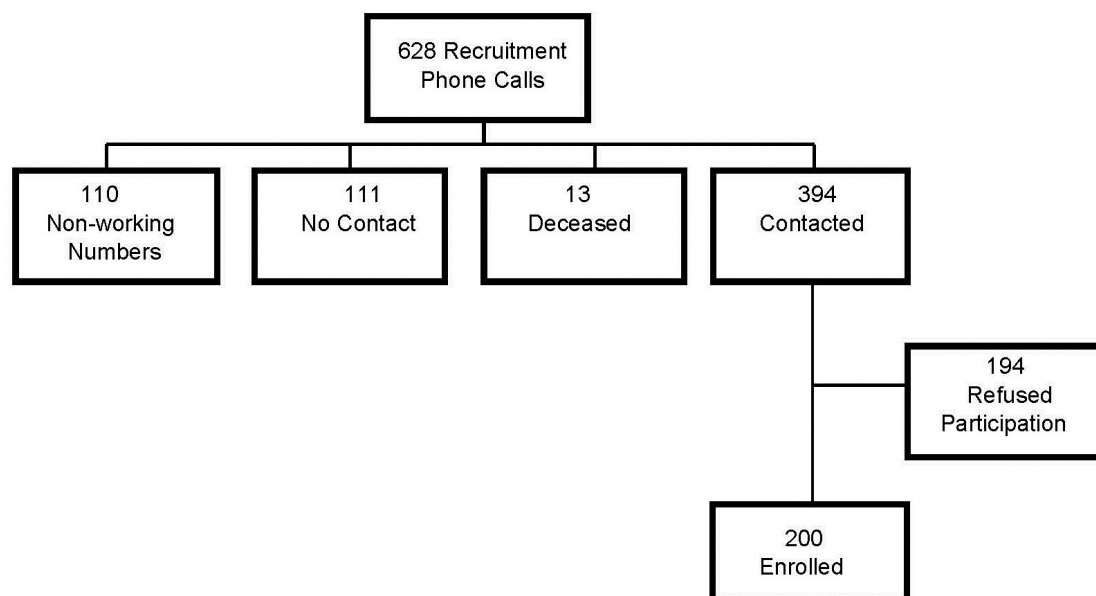 628 Recruitment
Phone Calls
110
Non-working
Numbers
111
No Contact
13
Deceased
394
Contacted
194
Refused
Participation
200
Enrolled